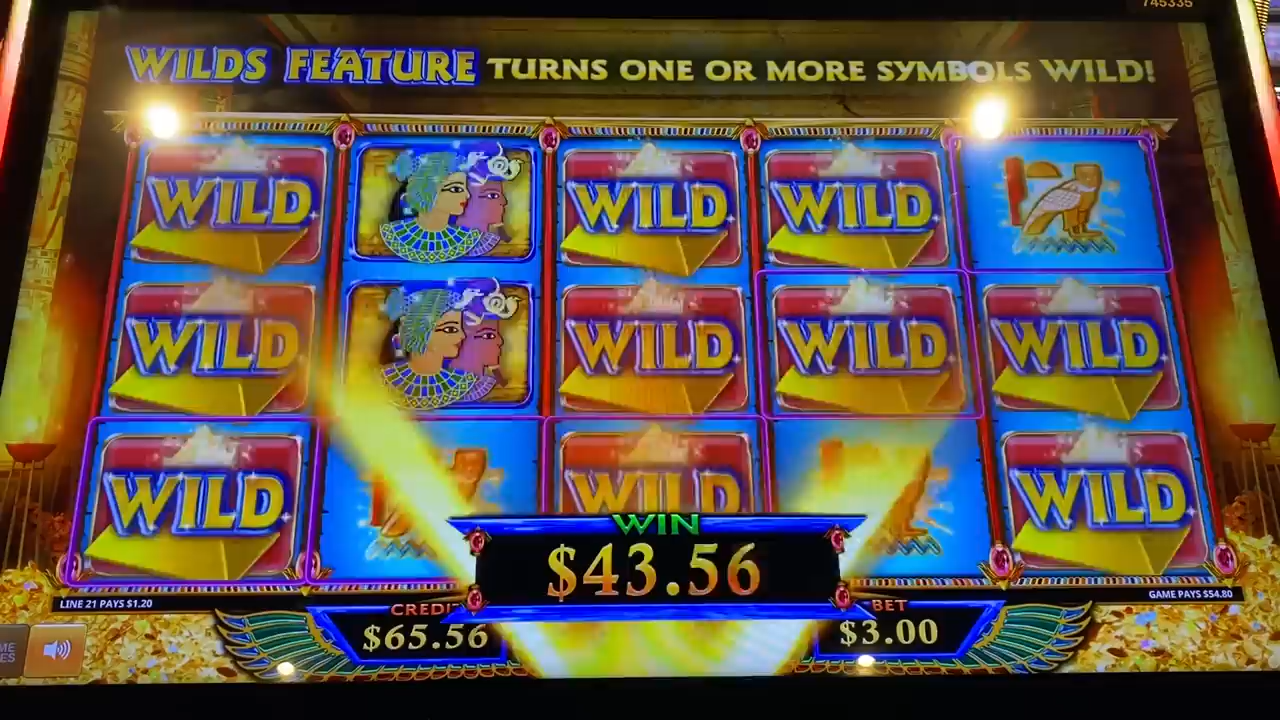 745335
WILDS FEATURE TURNS ONE OR MORE SYMBOLS WILD!
WILD WILD WILD
WILD WILD WILD WILD
WILD WILD WILD
WIN
$43.56
LINE 21 PAYS $1.20
GAME PAYS $54.80
BET
$65.56
$3.00